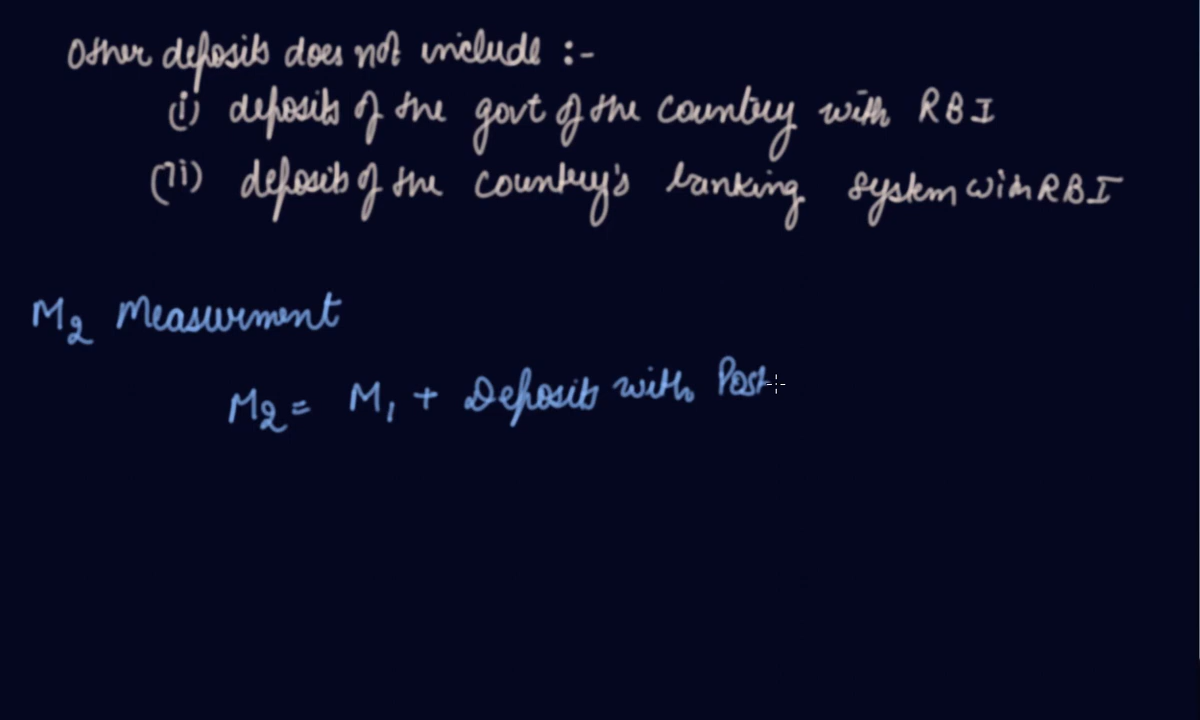 Other deposits does not include :-
(i) deposits of the govt of the country with RBI
(ii) deposits of the country's banking system with RBI
M2 Measurment
M2 = M1 + Deposits with Post